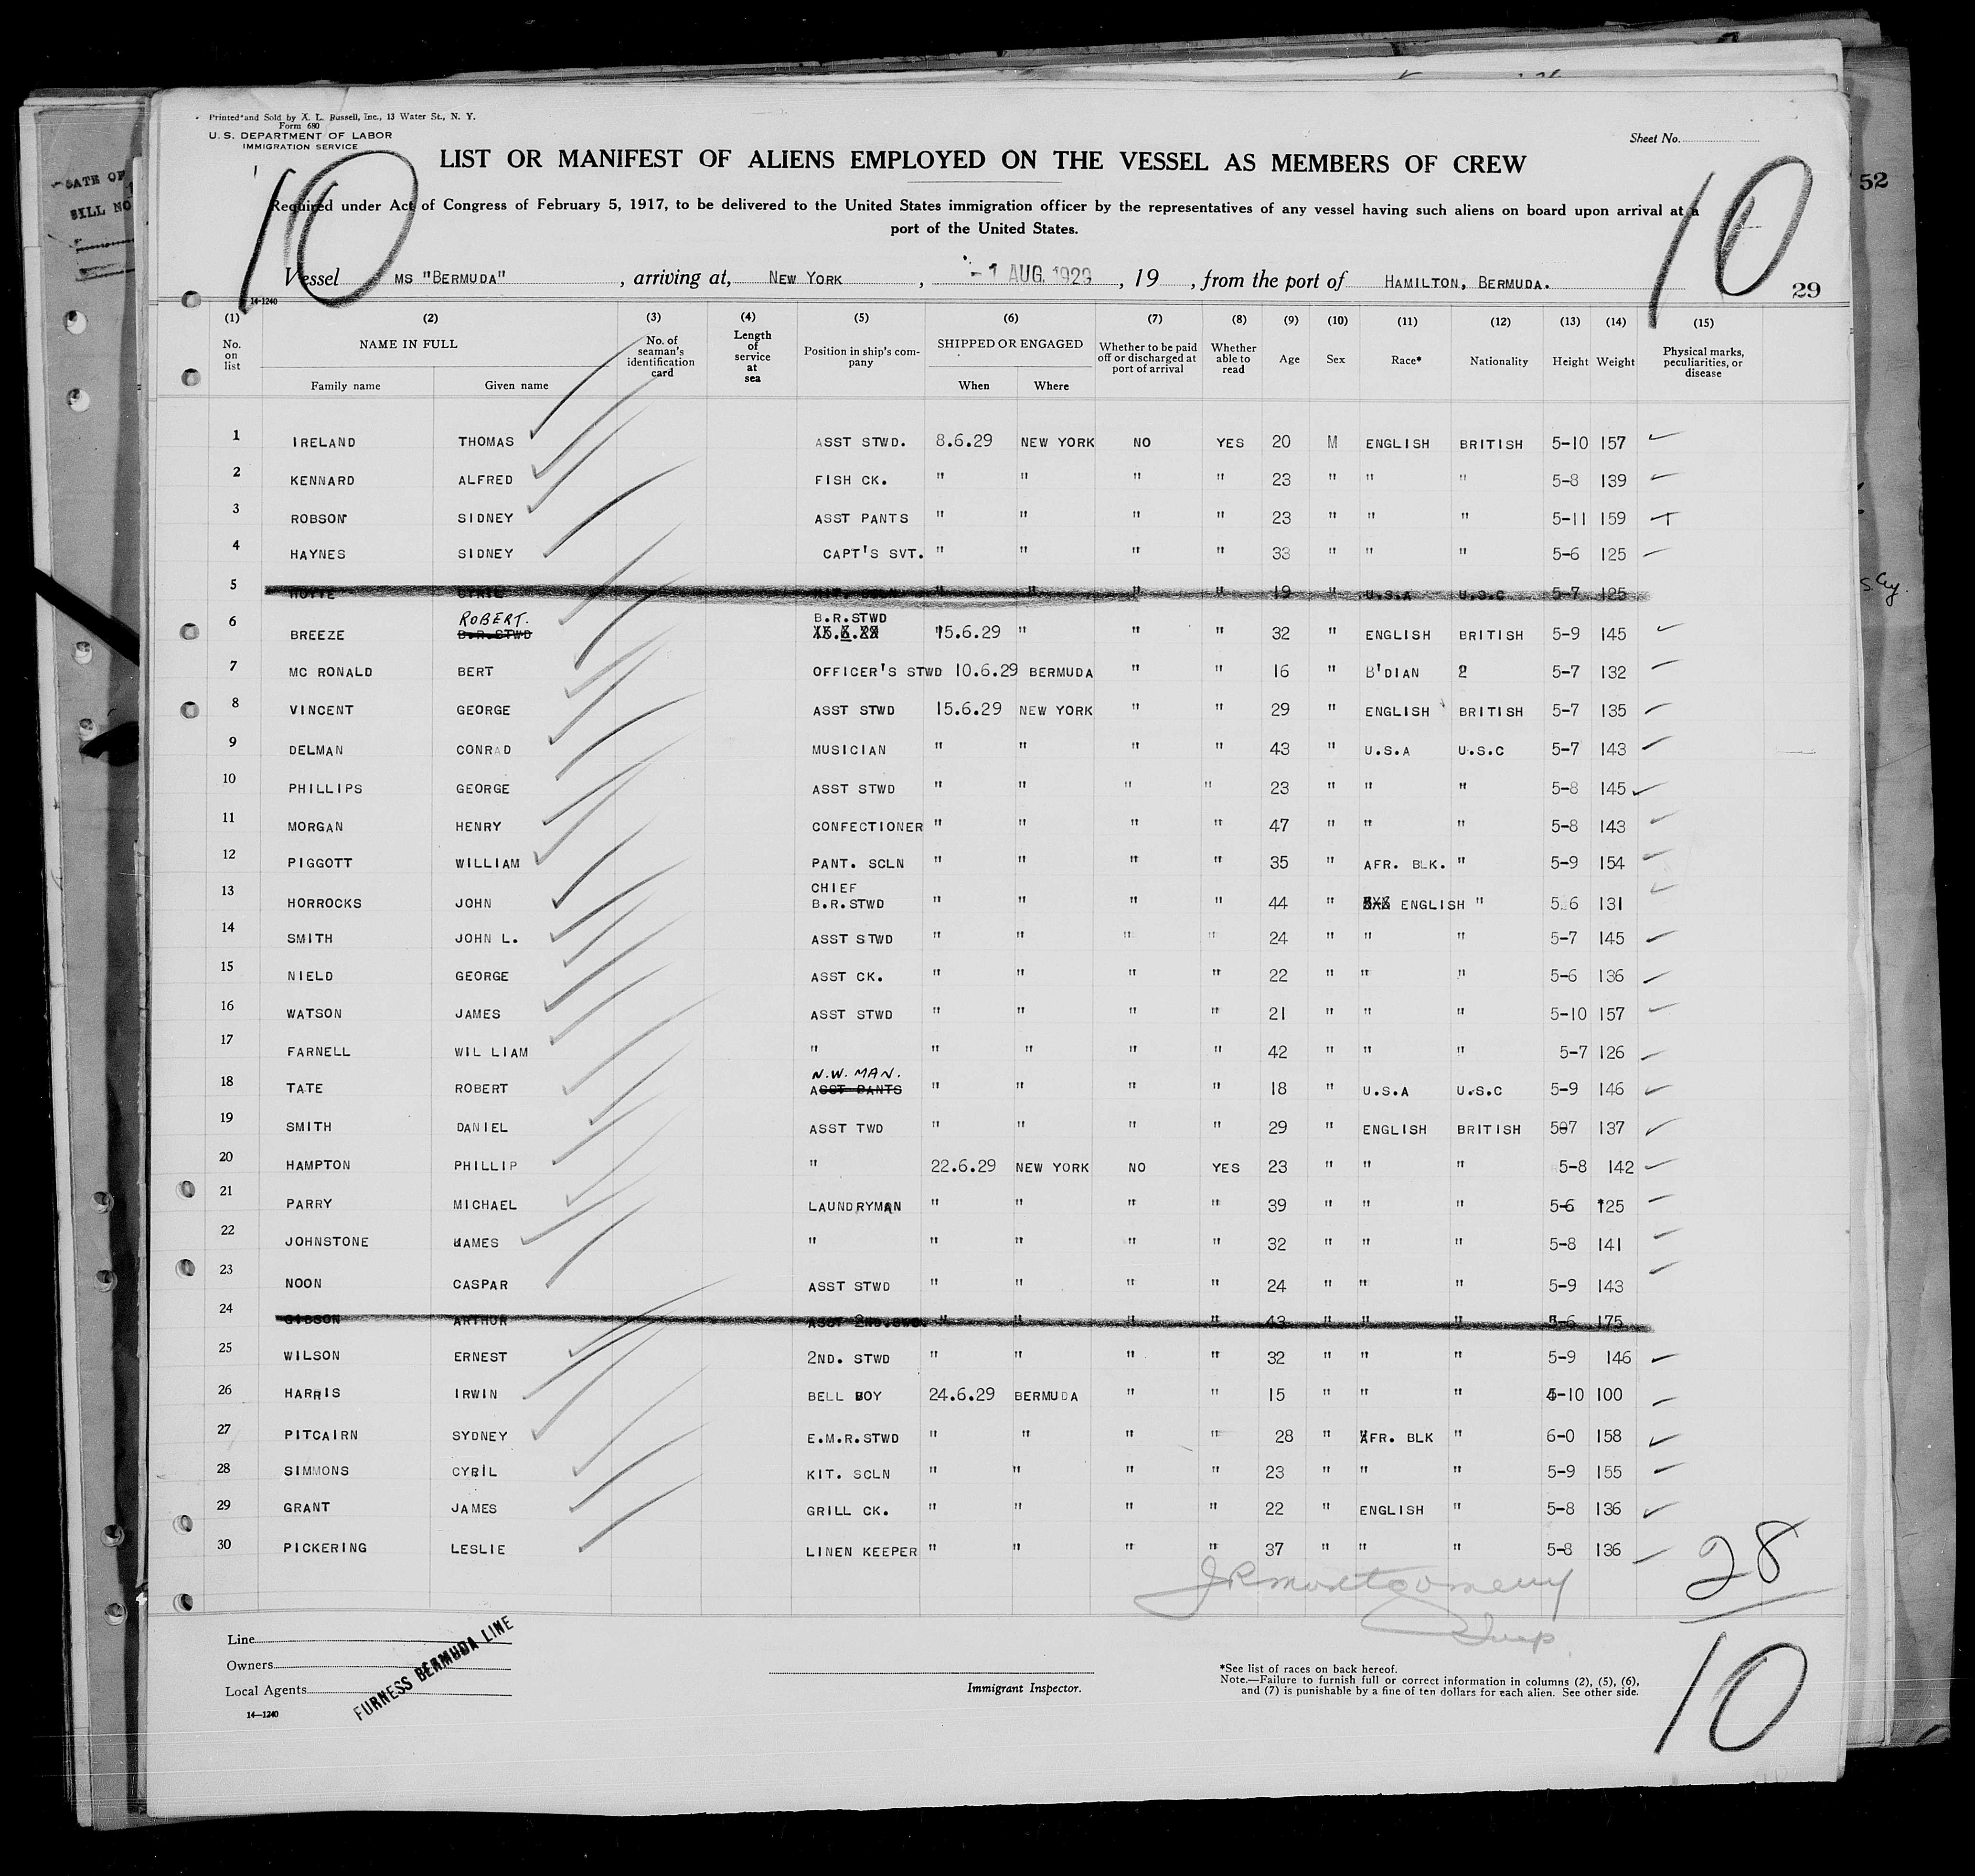 Printed and Sold by A. L. Russell, Inc., 13 Water St., N. Y.
Form 680
U. S. DEPARTMENT OF LABOR
IMMIGRATION SERVICE
Sheet No.
LIST OR MANIFEST OF ALIENS EMPLOYED ON THE VESSEL AS MEMBERS OF CREW
10 10
Required under Act of Congress of February 5, 1917, to be delivered to the United States immigration officer by the representatives of any vessel having such aliens on board upon arrival at a
port of the United States.
Vessel MS "BERMUDA" , arriving at, NEW YORK , -1 AUG. 1929 , 19 , from the port of HAMILTON, BERMUDA.
29
52
14-1240
(1) (2) (3) (4) (5) (6) (7) (8) (9) (10) (11) (12) (13) (14) (15)
No. on list NAME IN FULL No. of seaman's identification card Length of service at sea Position in ship's company SHIPPED OR ENGAGED Whether to be paid off or discharged at port of arrival Whether able to read Age Sex Race* Nationality Height Weight Physical marks, peculiarities, or disease
Family name Given name When Where
1 IRELAND THOMAS ASST STWD. 8.6.29 NEW YORK NO YES 20 M ENGLISH BRITISH 5-10 157
2 KENNARD ALFRED FISH CK. " " " " 23 " " " 5-8 139
3 ROBSON SIDNEY ASST PANTS " " " " 23 " " " 5-11 159
4 HAYNES SIDNEY CAPT'S SVT. " " " " 33 " " " 5-6 125
5 " " " " 19 " U.S.A U.S.C 5-7 125
ROBERT. B.R.STWD
6 BREEZE B.R.STWD 15.6.29 " " " 32 " ENGLISH BRITISH 5-9 145
7 MC RONALD BERT OFFICER'S STWD 10.6.29 BERMUDA " " 16 " B'DIAN 2 5-7 132
8 VINCENT GEORGE ASST STWD 15.6.29 NEW YORK " " 29 " ENGLISH BRITISH 5-7 135
9 DELMAN CONRAD MUSICIAN " " " " 43 " U.S.A U.S.C 5-7 143
10 PHILLIPS GEORGE ASST STWD " " " " 23 " " " 5-8 145
11 MORGAN HENRY CONFECTIONER " " " " 47 " " " 5-8 143
12 PIGGOTT WILLIAM PANT. SCLN " " " " 35 " AFR. BLK. " 5-9 154
CHIEF
13 HORROCKS JOHN B.R.STWD " " " " 44 " ENGLISH " 5 6 131
14 SMITH JOHN L. ASST STWD " " " " 24 " " " 5-7 145
15 NIELD GEORGE ASST CK. " " " " 22 " " " 5-6 136
16 WATSON JAMES ASST STWD " " " " 21 " " " 5-10 157
17 FARNELL WIL LIAM " " " " " 42 " " " 5-7 126
N.W. MAN.
18 TATE ROBERT ASST PANTS " " " " 18 " U.S.A U.S.C 5-9 146
19 SMITH DANIEL ASST TWD " " " " 29 " ENGLISH BRITISH 507 137
20 HAMPTON PHILLIP " 22.6.29 NEW YORK NO YES 23 " " " 5-8 142
21 PARRY MICHAEL LAUNDRYMAN " " " " 39 " " " 5-6 125
22 JOHNSTONE JAMES " " " " " 32 " " " 5-8 141
23 NOON CASPAR ASST STWD " " " " 24 " " " 5-9 143
24 GIBSON ARTHUR ASST 2ND.SWD. " " " " 43 " " " 5-6 175
25 WILSON ERNEST 2ND. STWD " " " " 32 " " " 5-9 146
26 HARRIS IRWIN BELL BOY 24.6.29 BERMUDA " " 15 " " " 4-10 100
27 PITCAIRN SYDNEY E.M.R.STWD " " " " 28 " AFR. BLK " 6-0 158
28 SIMMONS CYRIL KIT. SCLN " " " " 23 " " " 5-9 155
29 GRANT JAMES GRILL CK. " " " " 22 " ENGLISH " 5-8 136
30 PICKERING LESLIE LINEN KEEPER " " " " 37 " " " 5-8 136
JR Montgomery
28
10
Line
Owners
Local Agents
FURNESS BERMUDA LINE
14-1240
Immigrant Inspector.
*See list of races on back hereof.
Note.—Failure to furnish full or correct information in columns (2), (5), (6),
and (7) is punishable by a fine of ten dollars for each alien. See other side.